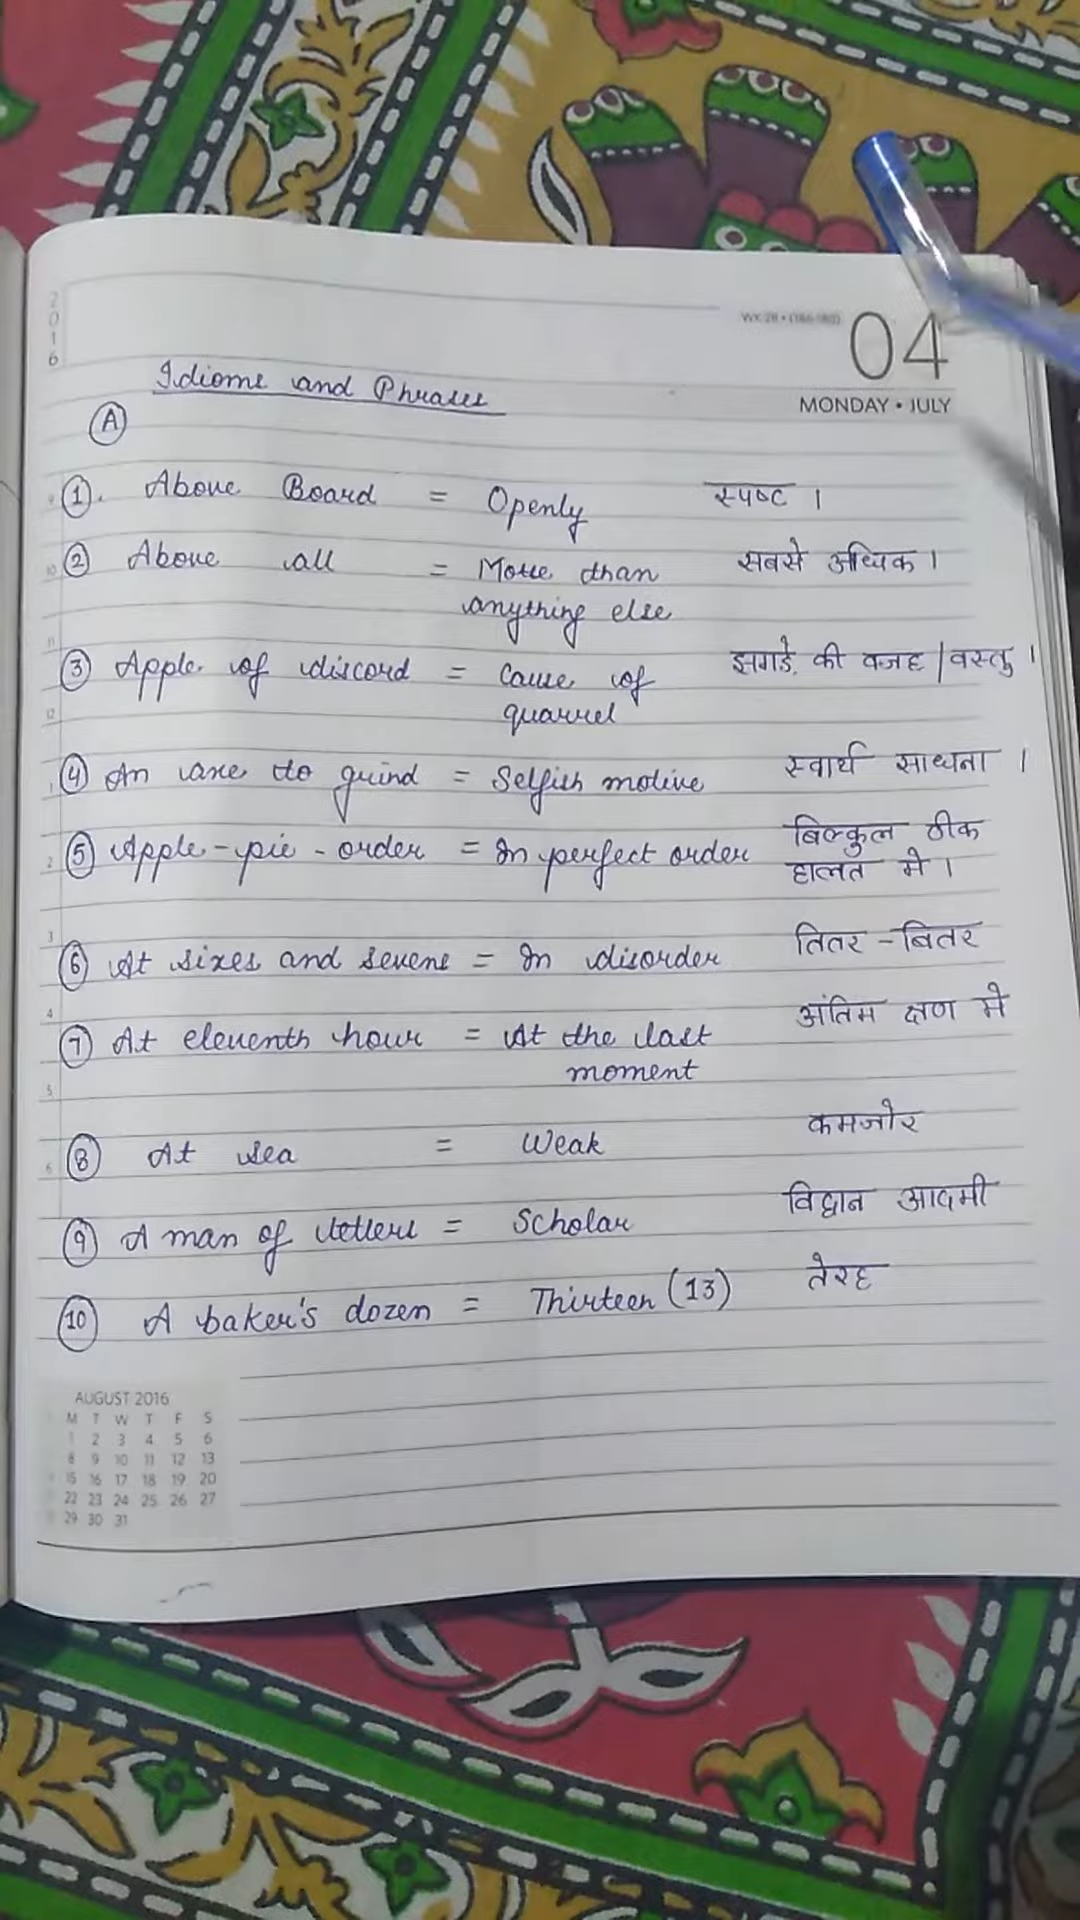 2016
WK 28 • (186-180)
04
MONDAY • JULY
Idioms and Phrases
A
1. Above Board = Openly स्पष्ट ।
2 Above all = More than सबसे अधिक ।
anything else
3 Apple of discord = Cause of झगड़े की वजह / वस्तु ।
quarrel
4 An axe to grind = Selfish motive स्वार्थ साधना ।
5 Apple-pie-order = In perfect order बिल्कुल ठीक
हालत मे ।
6 At sixes and sevens = In disorder तितर-बितर
7 At eleventh hour = At the last अंतिम क्षण मे
moment
8 At sea = Weak कमजोर
9 A man of letters = Scholar विद्वान आदमी
10 A baker's dozen = Thirteen (13) तेरह
AUGUST 2016
M T W T F S
1 2 3 4 5 6
8 9 10 11 12 13
15 16 17 18 19 20
22 23 24 25 26 27
29 30 31